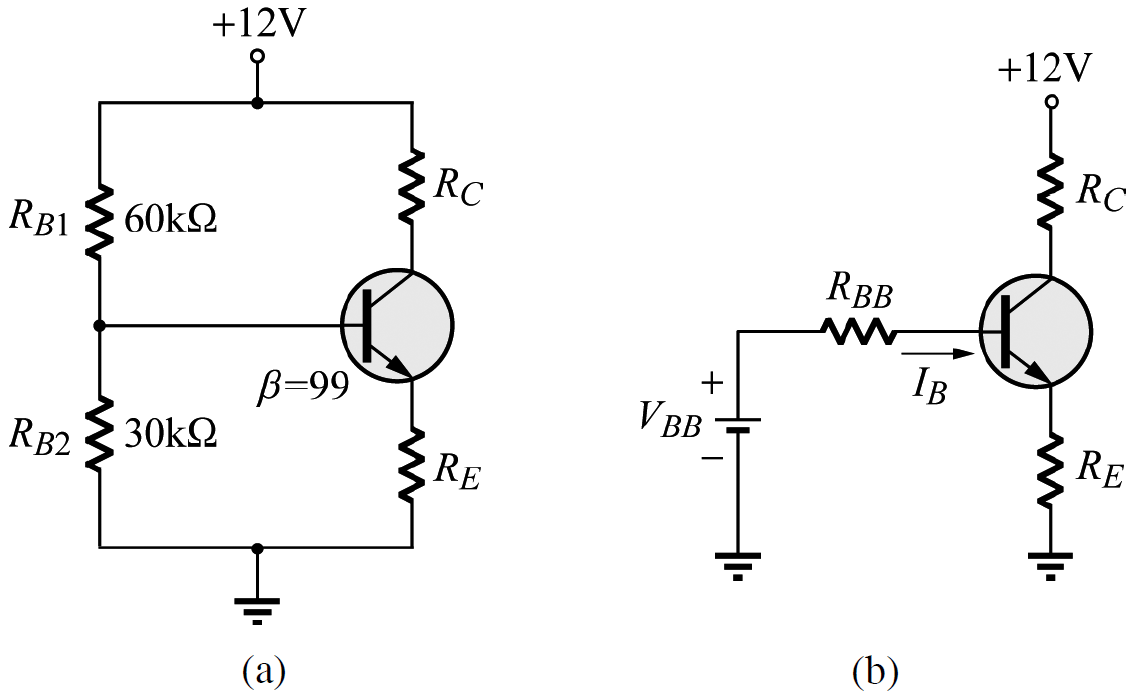 +12V
R_B1 60kΩ
R_C
β=99
R_B2 30kΩ
R_E
(a)
+12V
R_C
R_BB
I_B
+
V_BB
−
R_E
(b)